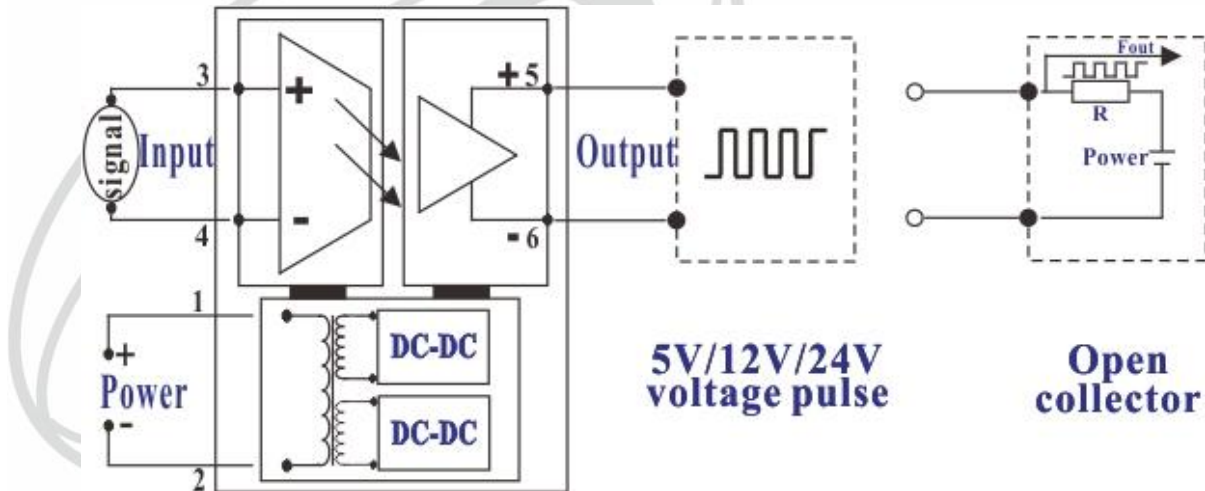 3
signal
Input
+
-
4
+ 5
- 6
Output
Fout
R
Power
1
+
Power
-
2
DC-DC
DC-DC
5V/12V/24V
voltage pulse
Open
collector